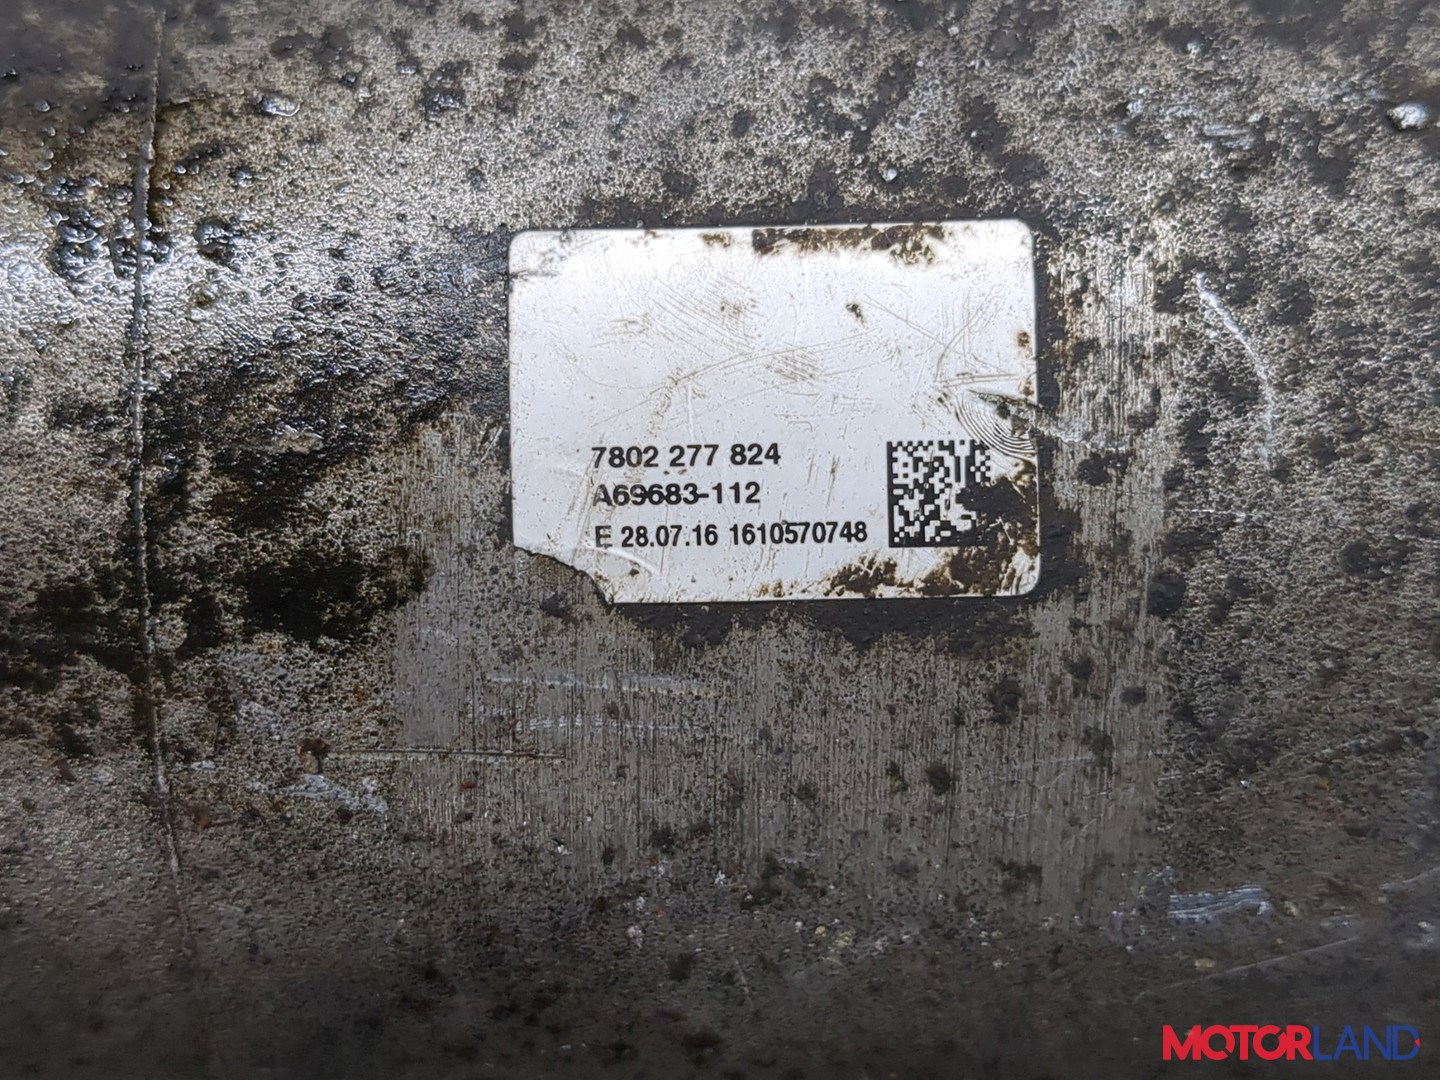 7802 277 824
A69683-112
E 28.07.16 1610570748
MOTORLAND